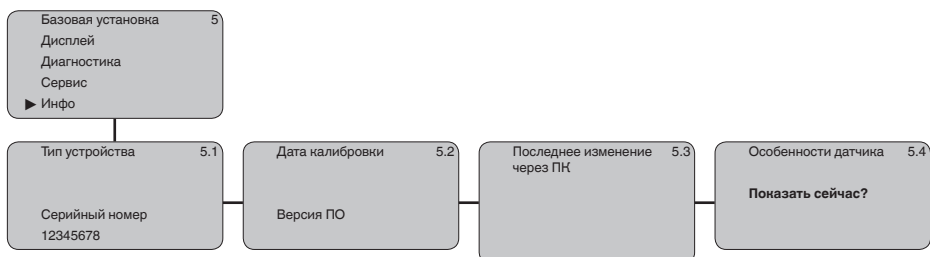 Базовая установка 5
Дисплей
Диагностика
Сервис
▶ Инфо
Тип устройства 5.1
Серийный номер
12345678
Дата калибровки 5.2
Версия ПО
Последнее изменение 5.3
через ПК
Особенности датчика 5.4
Показать сейчас?